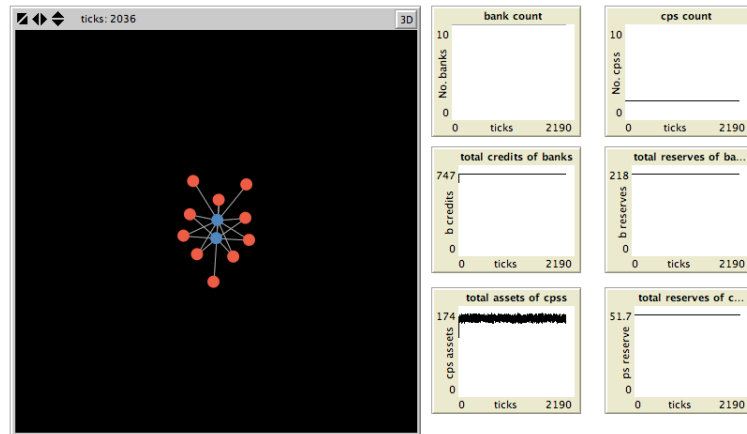 ticks: 2036
3D
bank count
10
No. banks
0
0 ticks 2190
cps count
10
No. cpss
0
0 ticks 2190
total credits of banks
747
b credits
0
0 ticks 2190
total reserves of ba...
218
b reserves
0
0 ticks 2190
total assets of cpss
174
cps assets
0
0 ticks 2190
total reserves of c...
51.7
ps reserve
0
0 ticks 2190